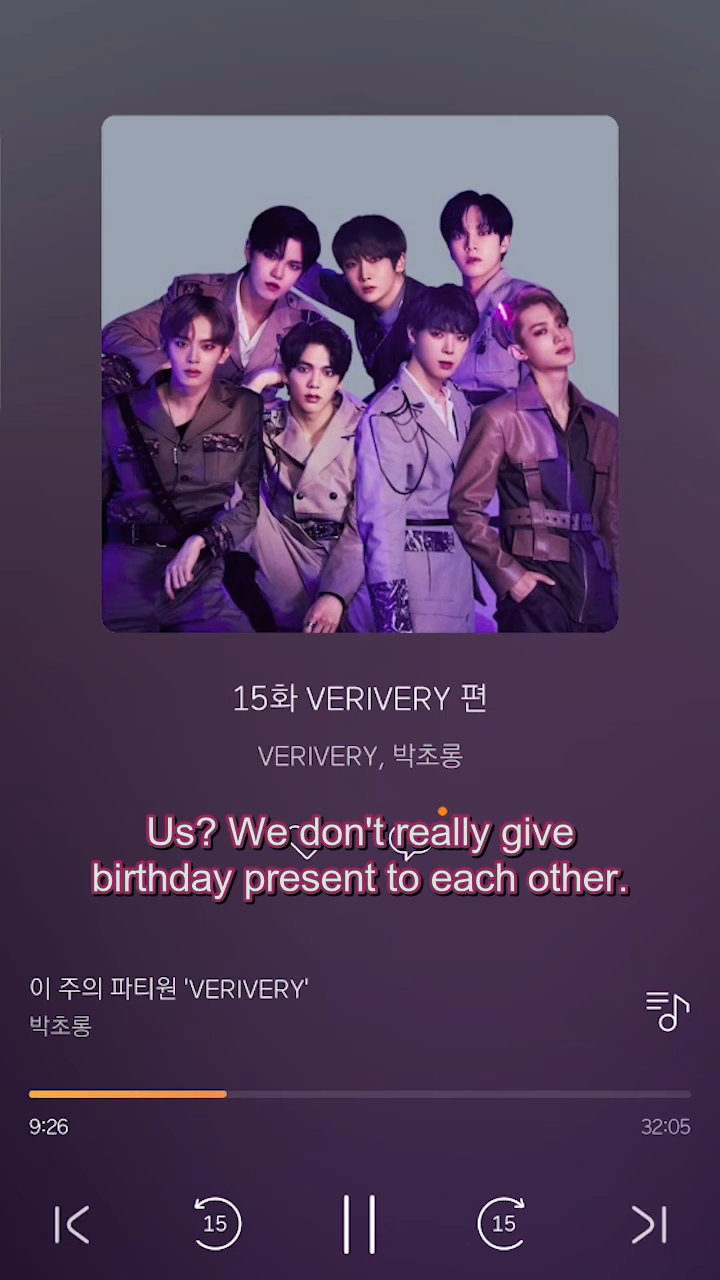 15화 VERIVERY 편
VERIVERY, 박초롱
Us? We don't really give
birthday present to each other.
이 주의 파티원 'VERIVERY'
박초롱
9:26
32:05
15
15